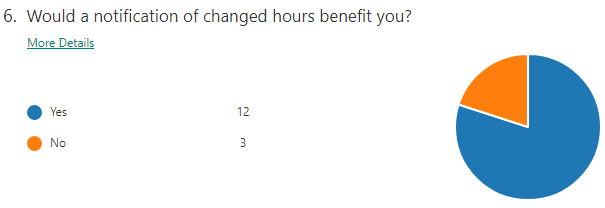 6. Would a notification of changed hours benefit you?
More Details
Yes 12
No 3